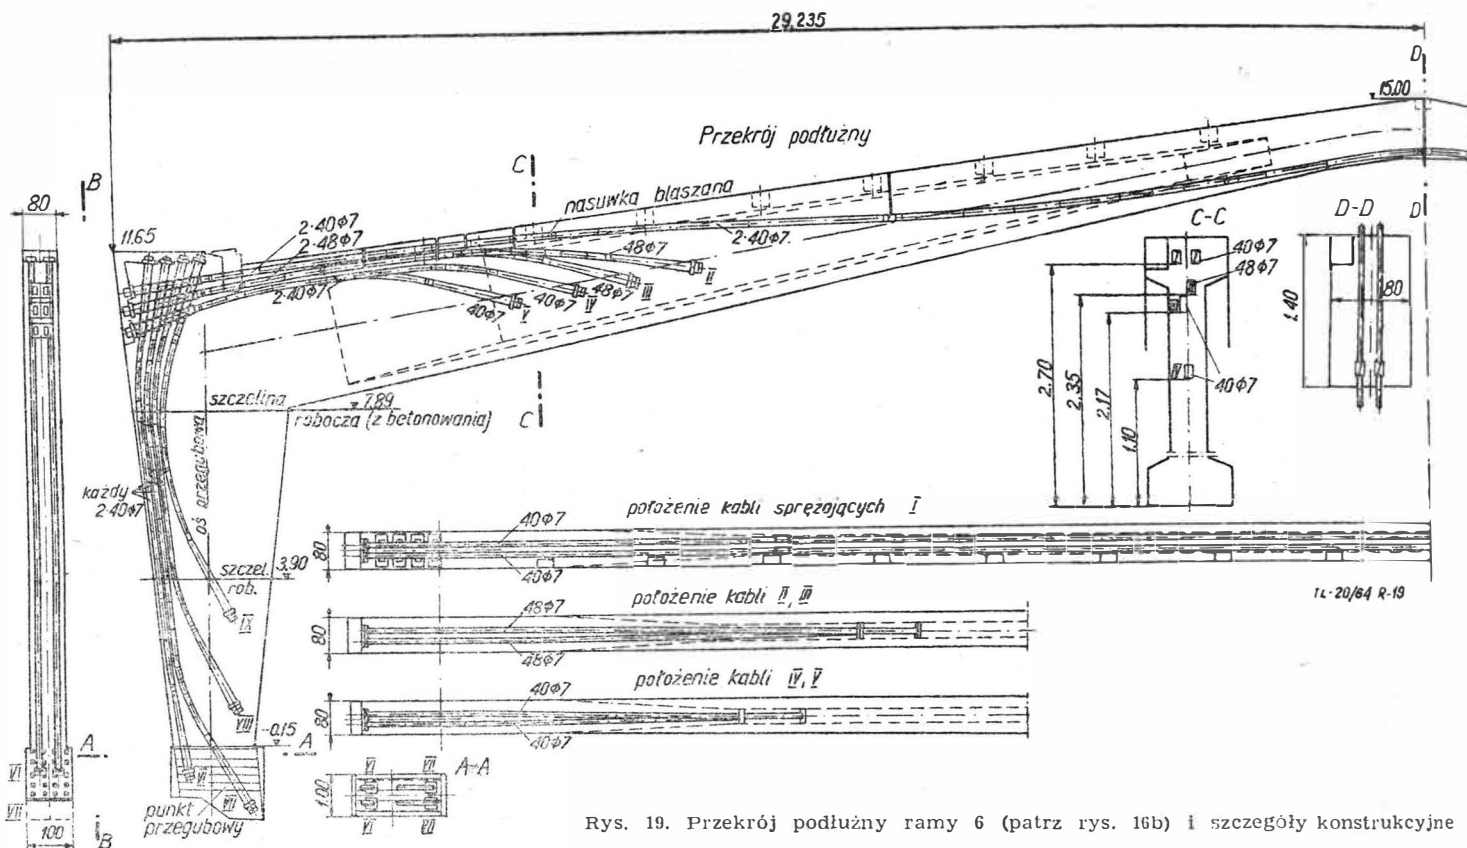 29,235
D
15.00
Przekrój podłużny
B
C
80
nasuwka blaszana
11.65
2·40Φ7
2·48Φ7
2·40Φ7
2·40Φ7.
48Φ7
II
III
48Φ7
IV
40Φ7
V
40Φ7
C-C
D-D
D
40Φ7
48Φ7
80
1.40
40Φ7
2.70
2.35
2.17
1.10
szczelina
7,89
robocza (z betonowania)
C
oś przegubowa
każdy
2·40Φ7
szczel.
rob.
3.90
IX
VIII
-0.15
A
A
VI
VII
VI
VII
punkt
przegubowy
100
B
położenie kabli sprężających I
40Φ7
80
40Φ7
TL-20/64 R-19
położenie kabli II, III
48Φ7
80
48Φ7
położenie kabli IV, V
40Φ7
80
40Φ7
A-A
VI
VII
1.00
VI
Rys. 19. Przekrój podłużny ramy 6 (patrz rys. 16b) i szczegóły konstrukcyjne